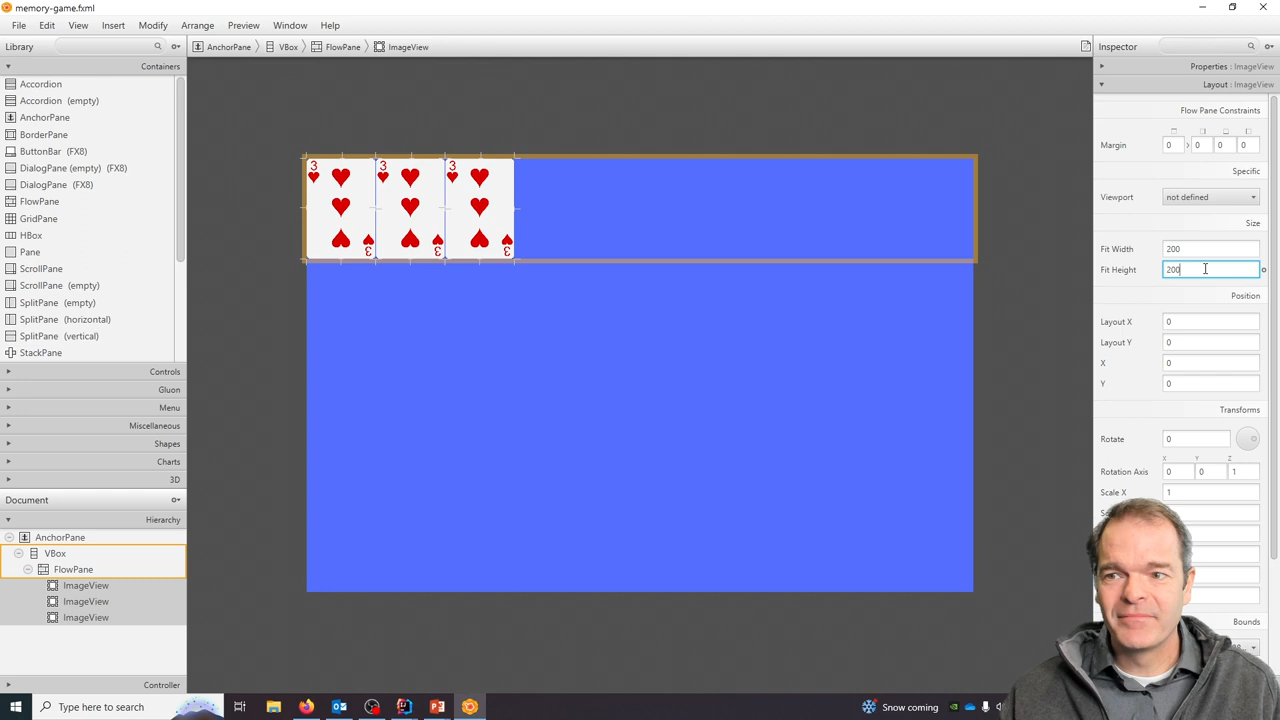 memory-game.fxml
File Edit View Insert Modify Arrange Preview Window Help
Library
AnchorPane VBox FlowPane ImageView
Inspector
Containers
Accordion
Accordion (empty)
AnchorPane
BorderPane
ButtonBar (FX8)
DialogPane (empty) (FX8)
DialogPane (FX8)
FlowPane
GridPane
HBox
Pane
ScrollPane
ScrollPane (empty)
SplitPane (empty)
SplitPane (horizontal)
SplitPane (vertical)
StackPane
Controls
Gluon
Menu
Miscellaneous
Shapes
Charts
3D
Document
Hierarchy
AnchorPane
VBox
FlowPane
ImageView
ImageView
ImageView
Controller
3 3 3
3 3 3
Properties : ImageView
Layout : ImageView
Flow Pane Constraints
Margin 0 0 0 0
Specific
Viewport not defined
Size
Fit Width 200
Fit Height 200
Position
Layout X 0
Layout Y 0
X 0
Y 0
Transforms
Rotate 0
X Y Z
Rotation Axis 0 0 1
Scale X 1
Bounds
Type here to search
Snow coming